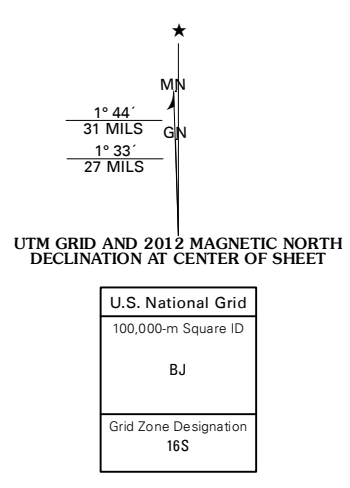 ★
MN
1° 44´
31 MILS
GN
1° 33´
27 MILS
UTM GRID AND 2012 MAGNETIC NORTH
DECLINATION AT CENTER OF SHEET
U.S. National Grid
100,000-m Square ID
BJ
Grid Zone Designation
16S